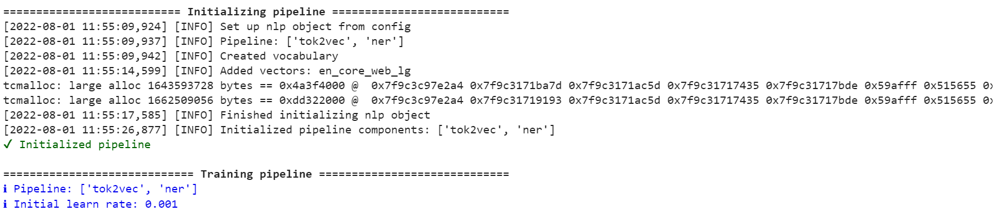 =========================== Initializing pipeline ===========================
[2022-08-01 11:55:09,924] [INFO] Set up nlp object from config
[2022-08-01 11:55:09,937] [INFO] Pipeline: ['tok2vec', 'ner']
[2022-08-01 11:55:09,942] [INFO] Created vocabulary
[2022-08-01 11:55:14,599] [INFO] Added vectors: en_core_web_lg
tcmalloc: large alloc 1643593728 bytes == 0x4a3f4000 @  0x7f9c3c97e2a4 0x7f9c3171ba7d 0x7f9c3171ac5d 0x7f9c31717435 0x7f9c31717bde 0x59afff 0x515655 0x
tcmalloc: large alloc 1662509056 bytes == 0xdd322000 @  0x7f9c3c97e2a4 0x7f9c31719193 0x7f9c3171ac5d 0x7f9c31717435 0x7f9c31717bde 0x59afff 0x515655 0x
[2022-08-01 11:55:17,585] [INFO] Finished initializing nlp object
[2022-08-01 11:55:26,877] [INFO] Initialized pipeline components: ['tok2vec', 'ner']
✔ Initialized pipeline
============================= Training pipeline =============================
ℹ Pipeline: ['tok2vec', 'ner']
ℹ Initial learn rate: 0.001